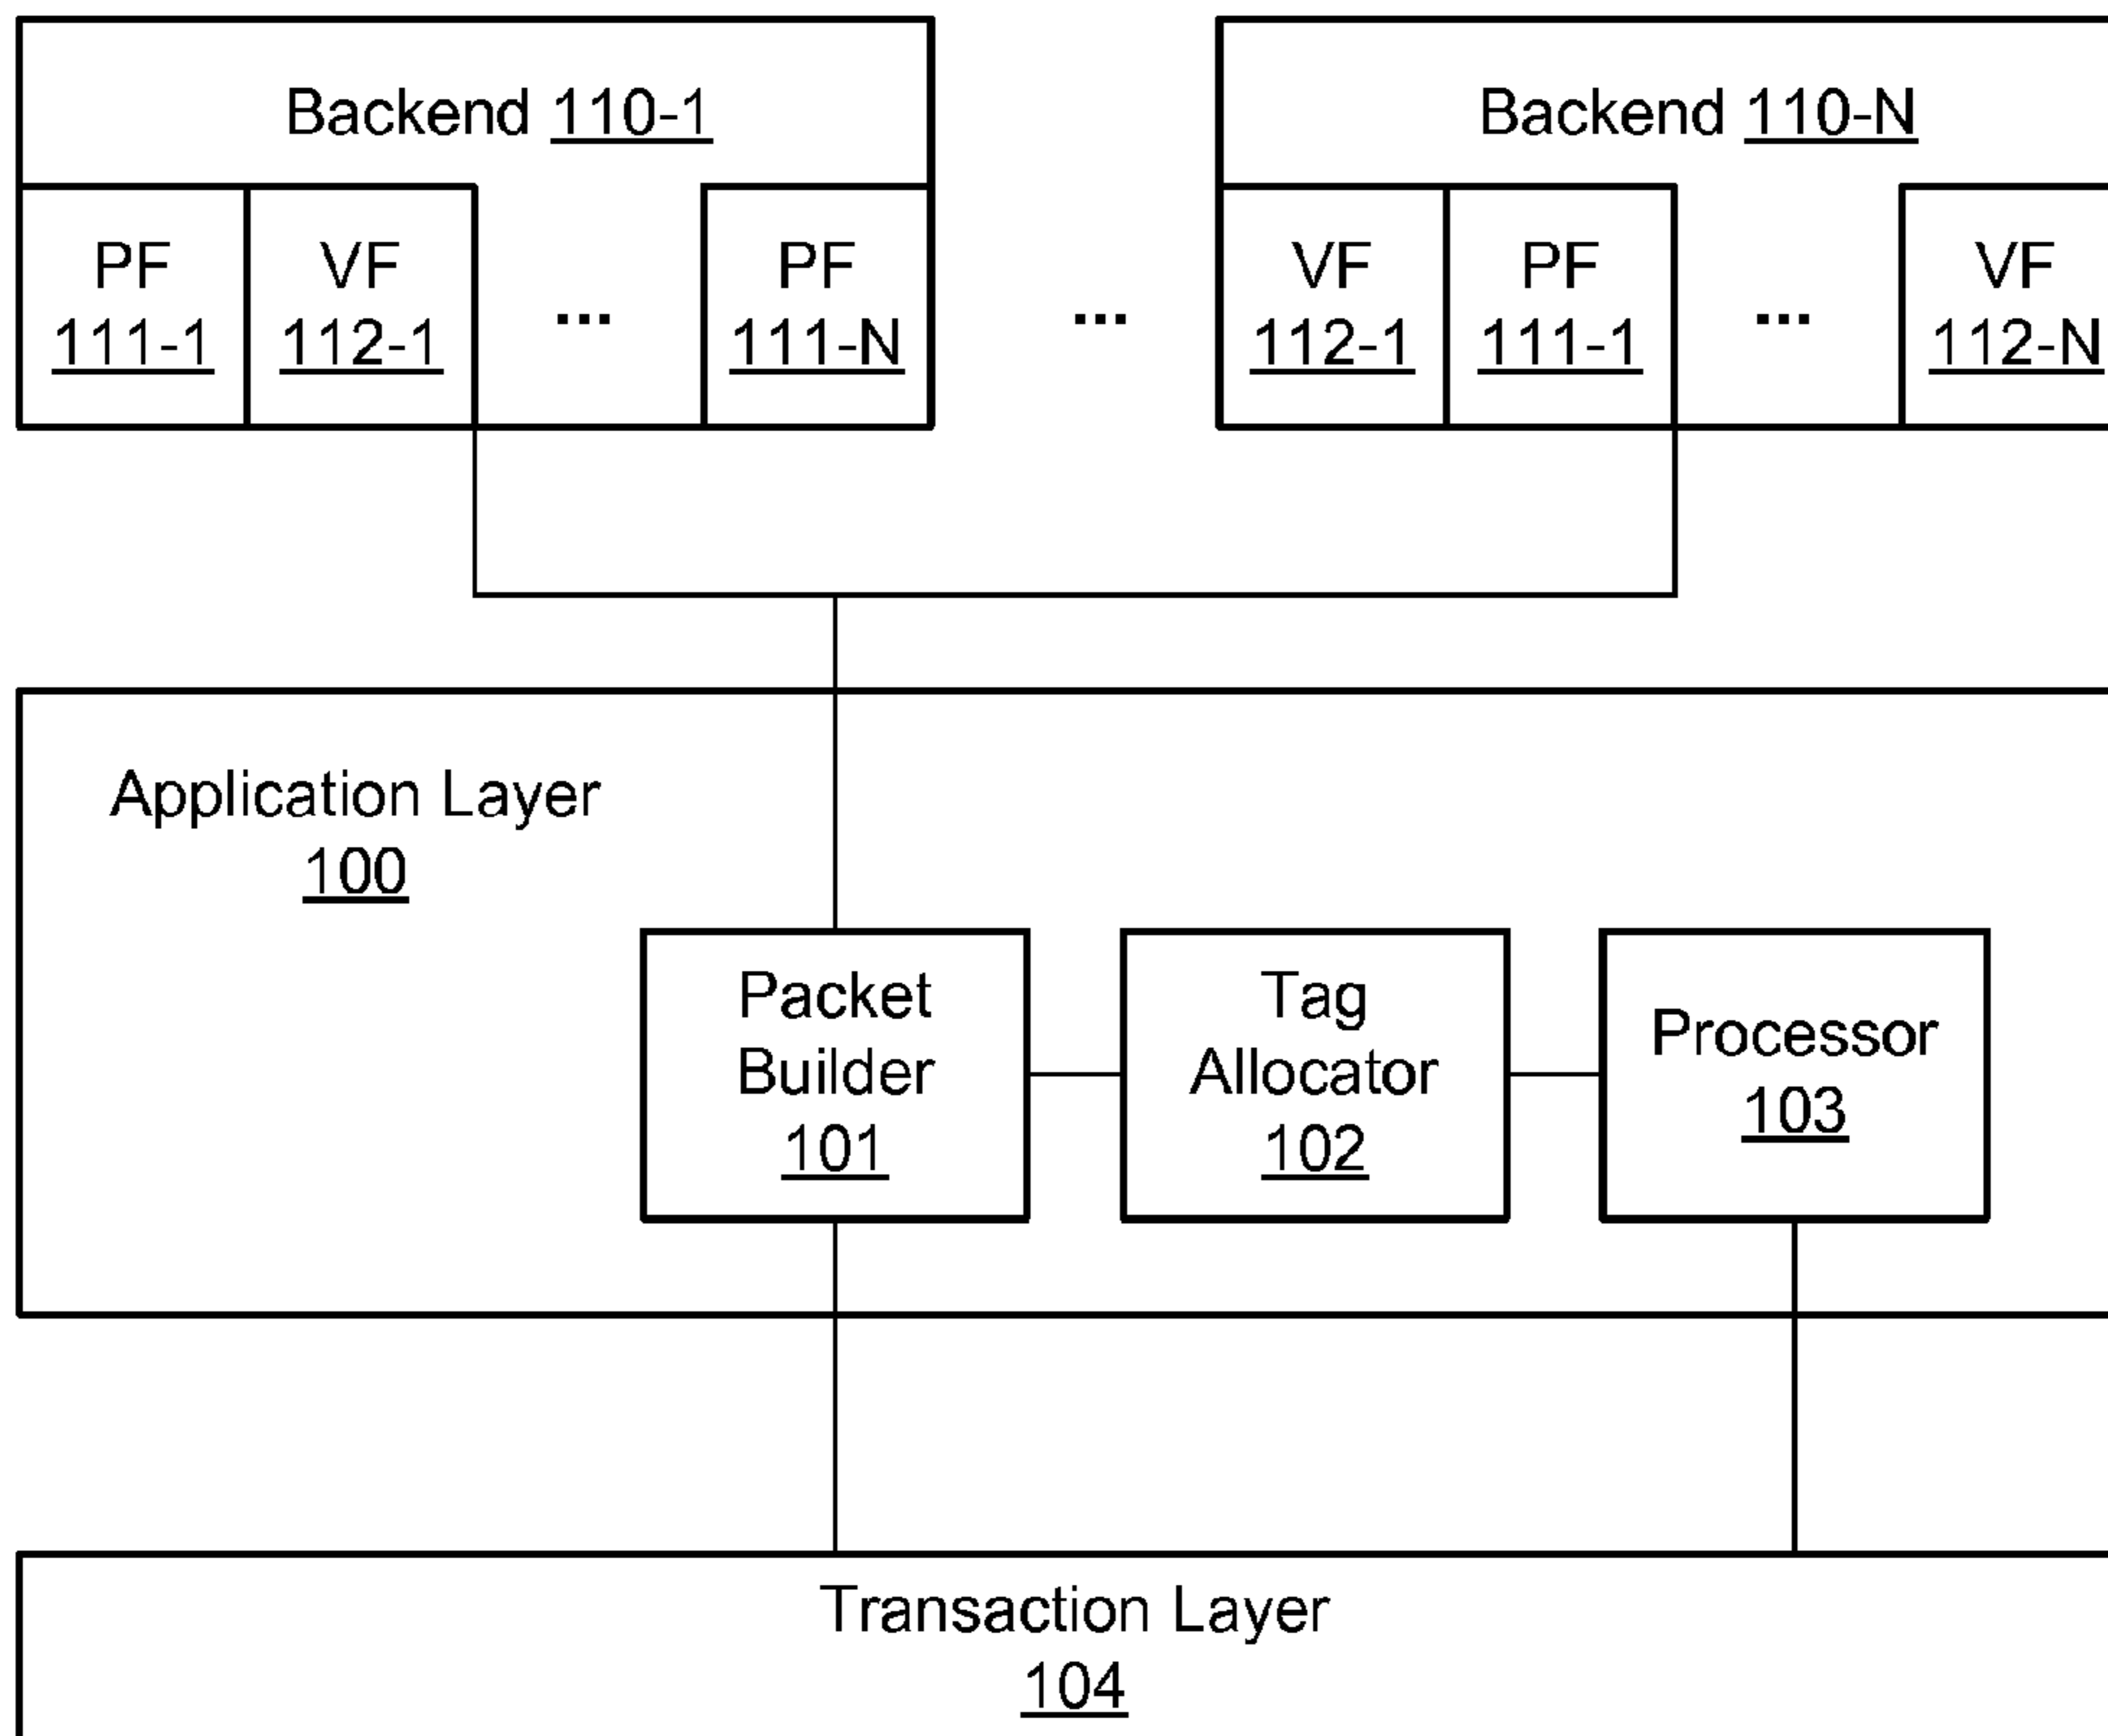 Backend 110-1
PF
111-1
VF
112-1
...
PF
111-N
...
Backend 110-N
VF
112-1
PF
111-1
...
VF
112-N
Application Layer
100
Packet
Builder
101
Tag
Allocator
102
Processor
103
Transaction Layer
104